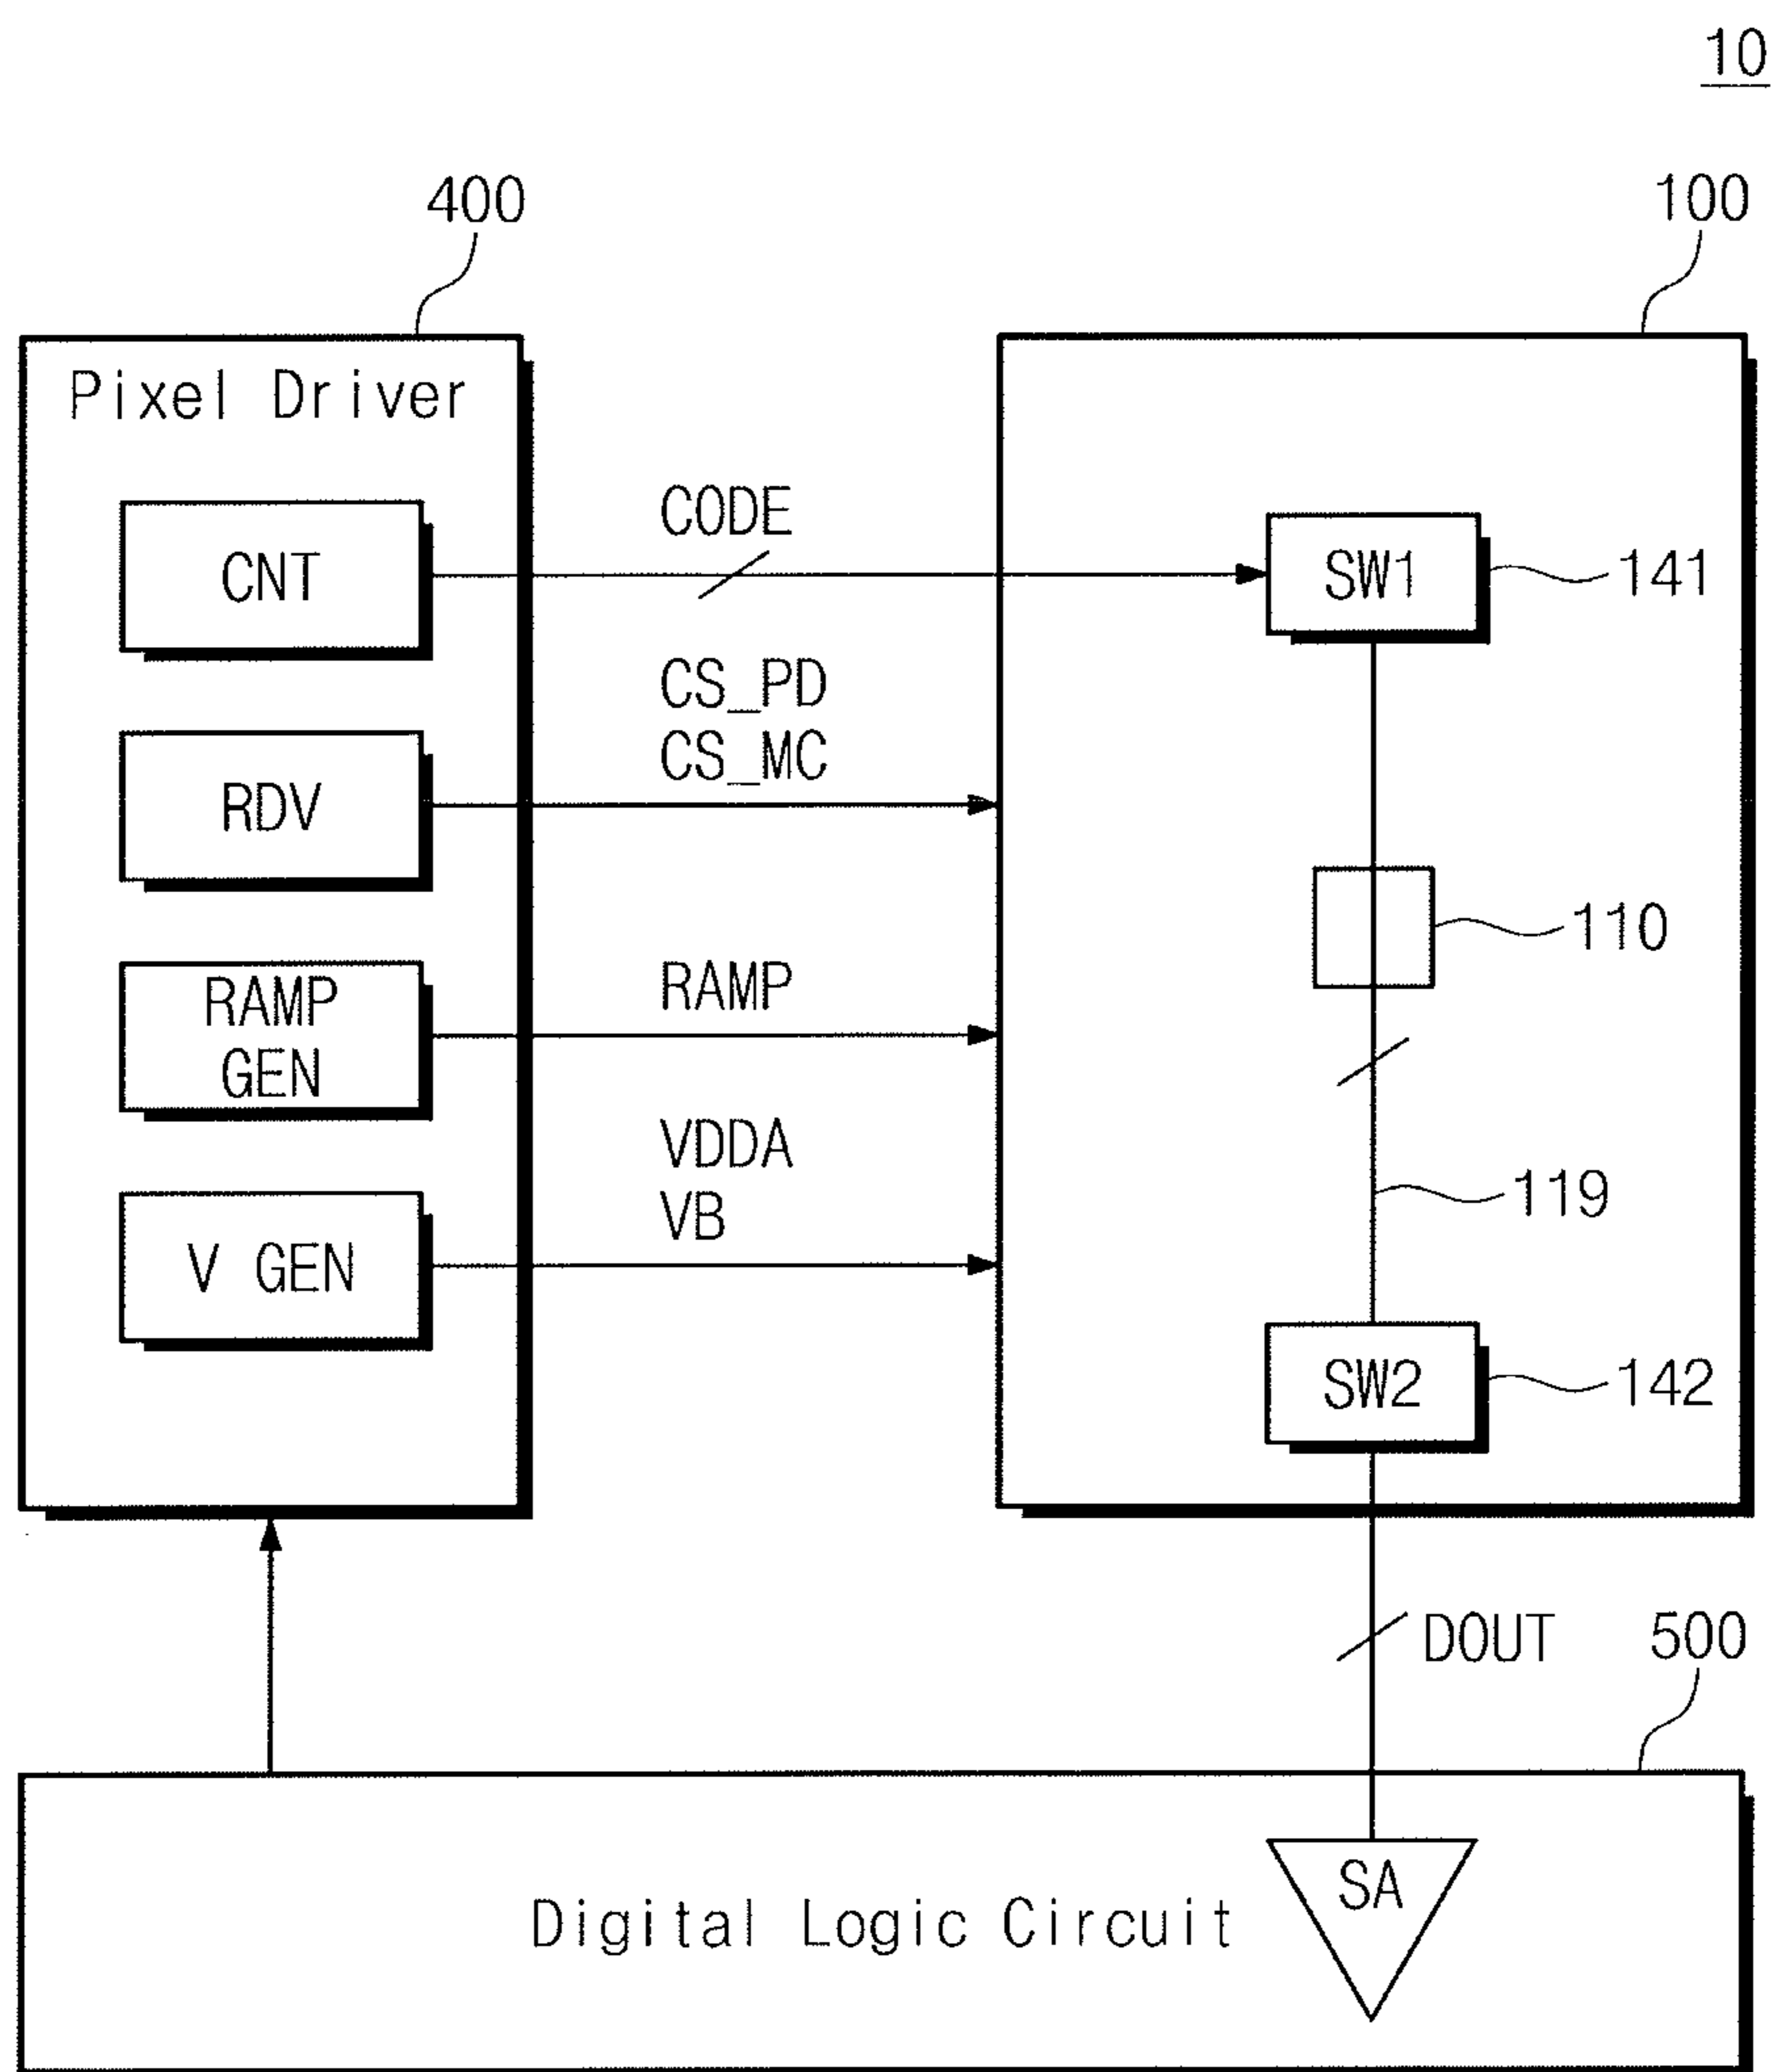 10
400
100
Pixel Driver
CNT
CODE
SW1
141
CS_PD
CS_MC
RDV
110
RAMP
GEN
RAMP
VDDA
VB
119
V GEN
SW2
142
DOUT
500
SA
Digital Logic Circuit